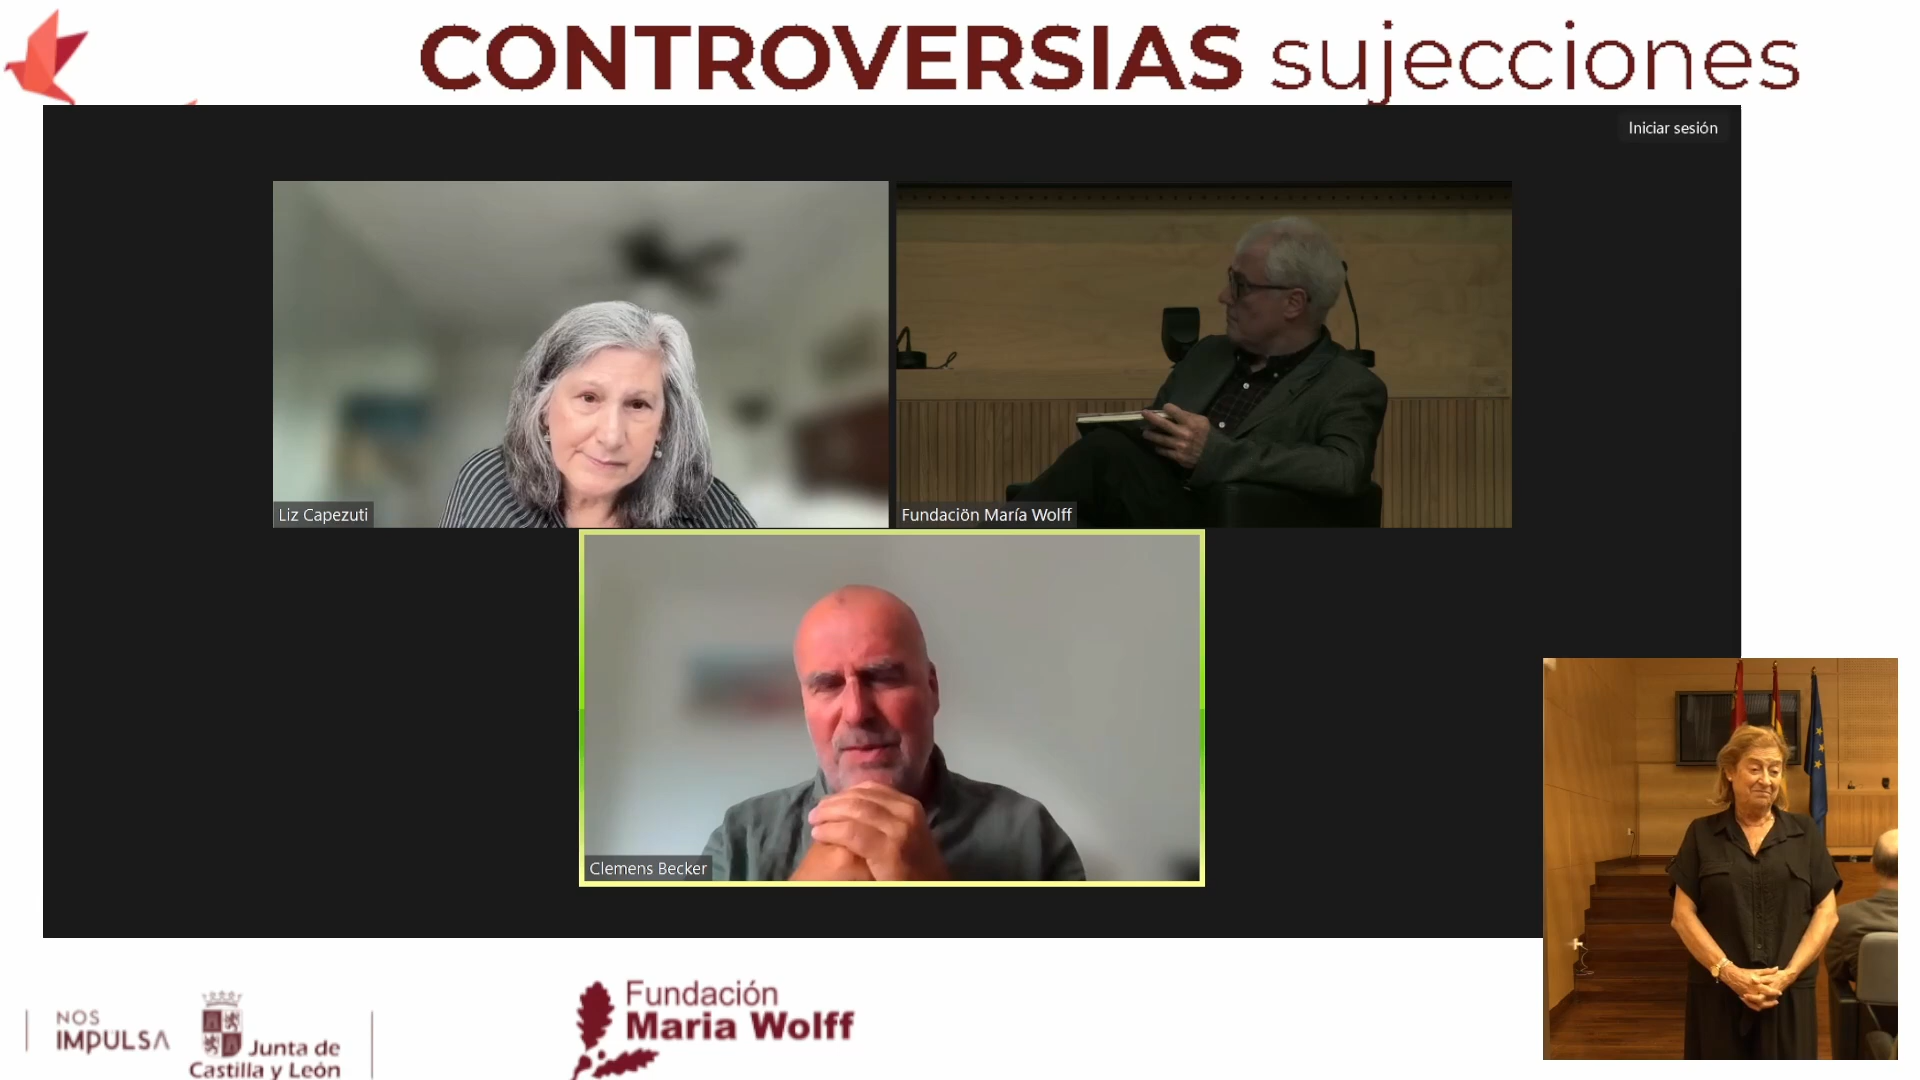 CONTROVERSIAS sujecciones
Iniciar sesión
Liz Capezuti
Fundaciön María Wolff
Clemens Becker
NOS
IMPULSA
Junta de
Castilla y León
Fundación
Maria Wolff